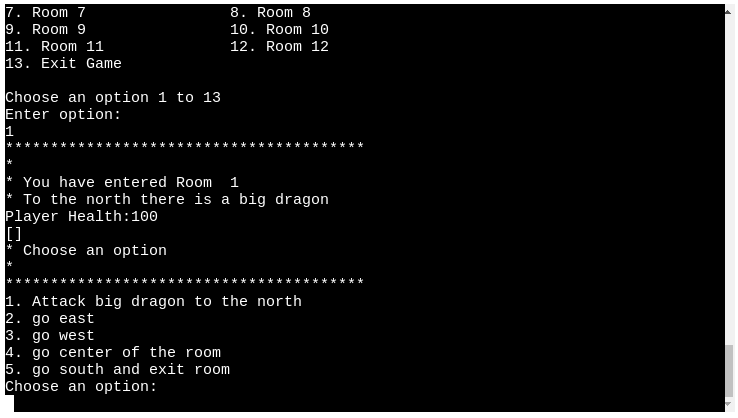 7. Room 7                8. Room 8
9. Room 9                10. Room 10
11. Room 11              12. Room 12
13. Exit Game

Choose an option 1 to 13
Enter option:
1
****************************************
*
* You have entered Room  1
* To the north there is a big dragon
Player Health:100
[]
* Choose an option
*
****************************************
1. Attack big dragon to the north
2. go east
3. go west
4. go center of the room
5. go south and exit room
Choose an option: